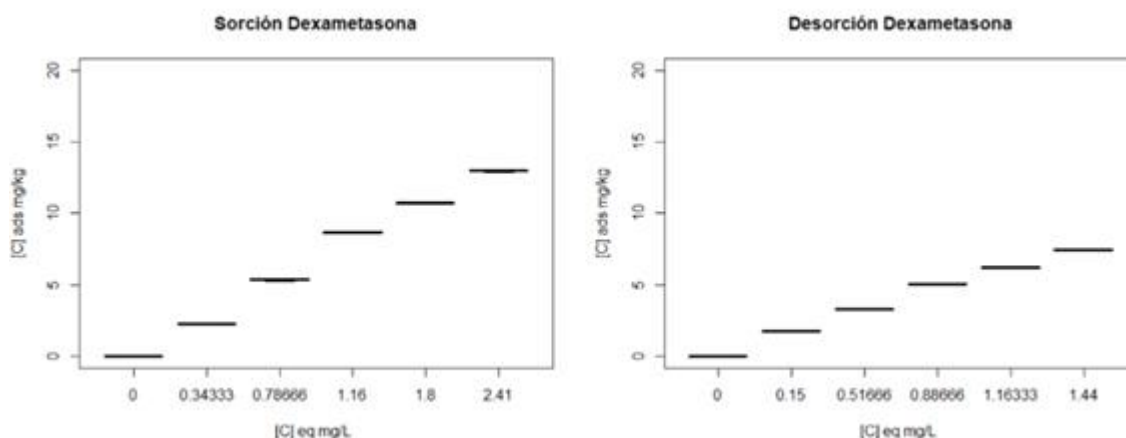 Sorción Dexametasona
20
15
10
5
0
[C] ads mg/kg
0 0.34333 0.78666 1.16 1.8 2.41
[C] eq mg/L
Desorción Dexametasona
20
15
10
5
0
[C] ads mg/kg
0 0.15 0.51666 0.88666 1.16333 1.44
[C] eq mg/L